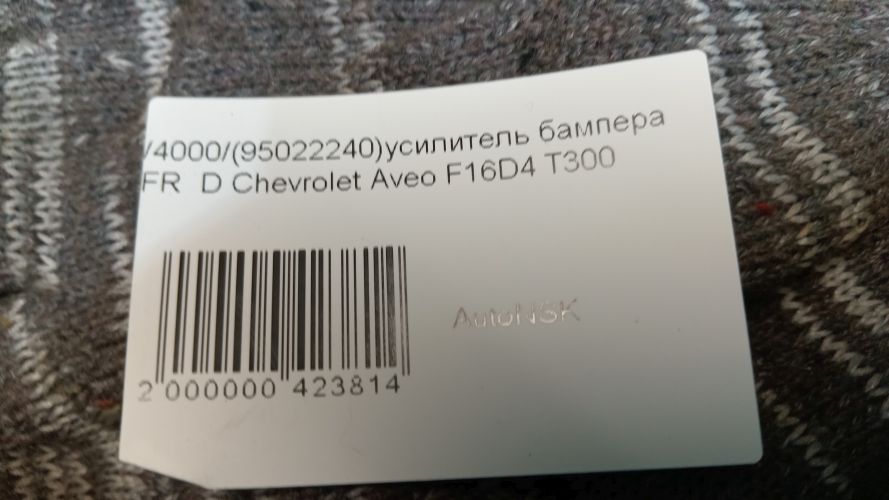 /4000/(95022240)усилитель бампера
FR D Chevrolet Aveo F16D4 T300
AutoNSK
2 000000 423814